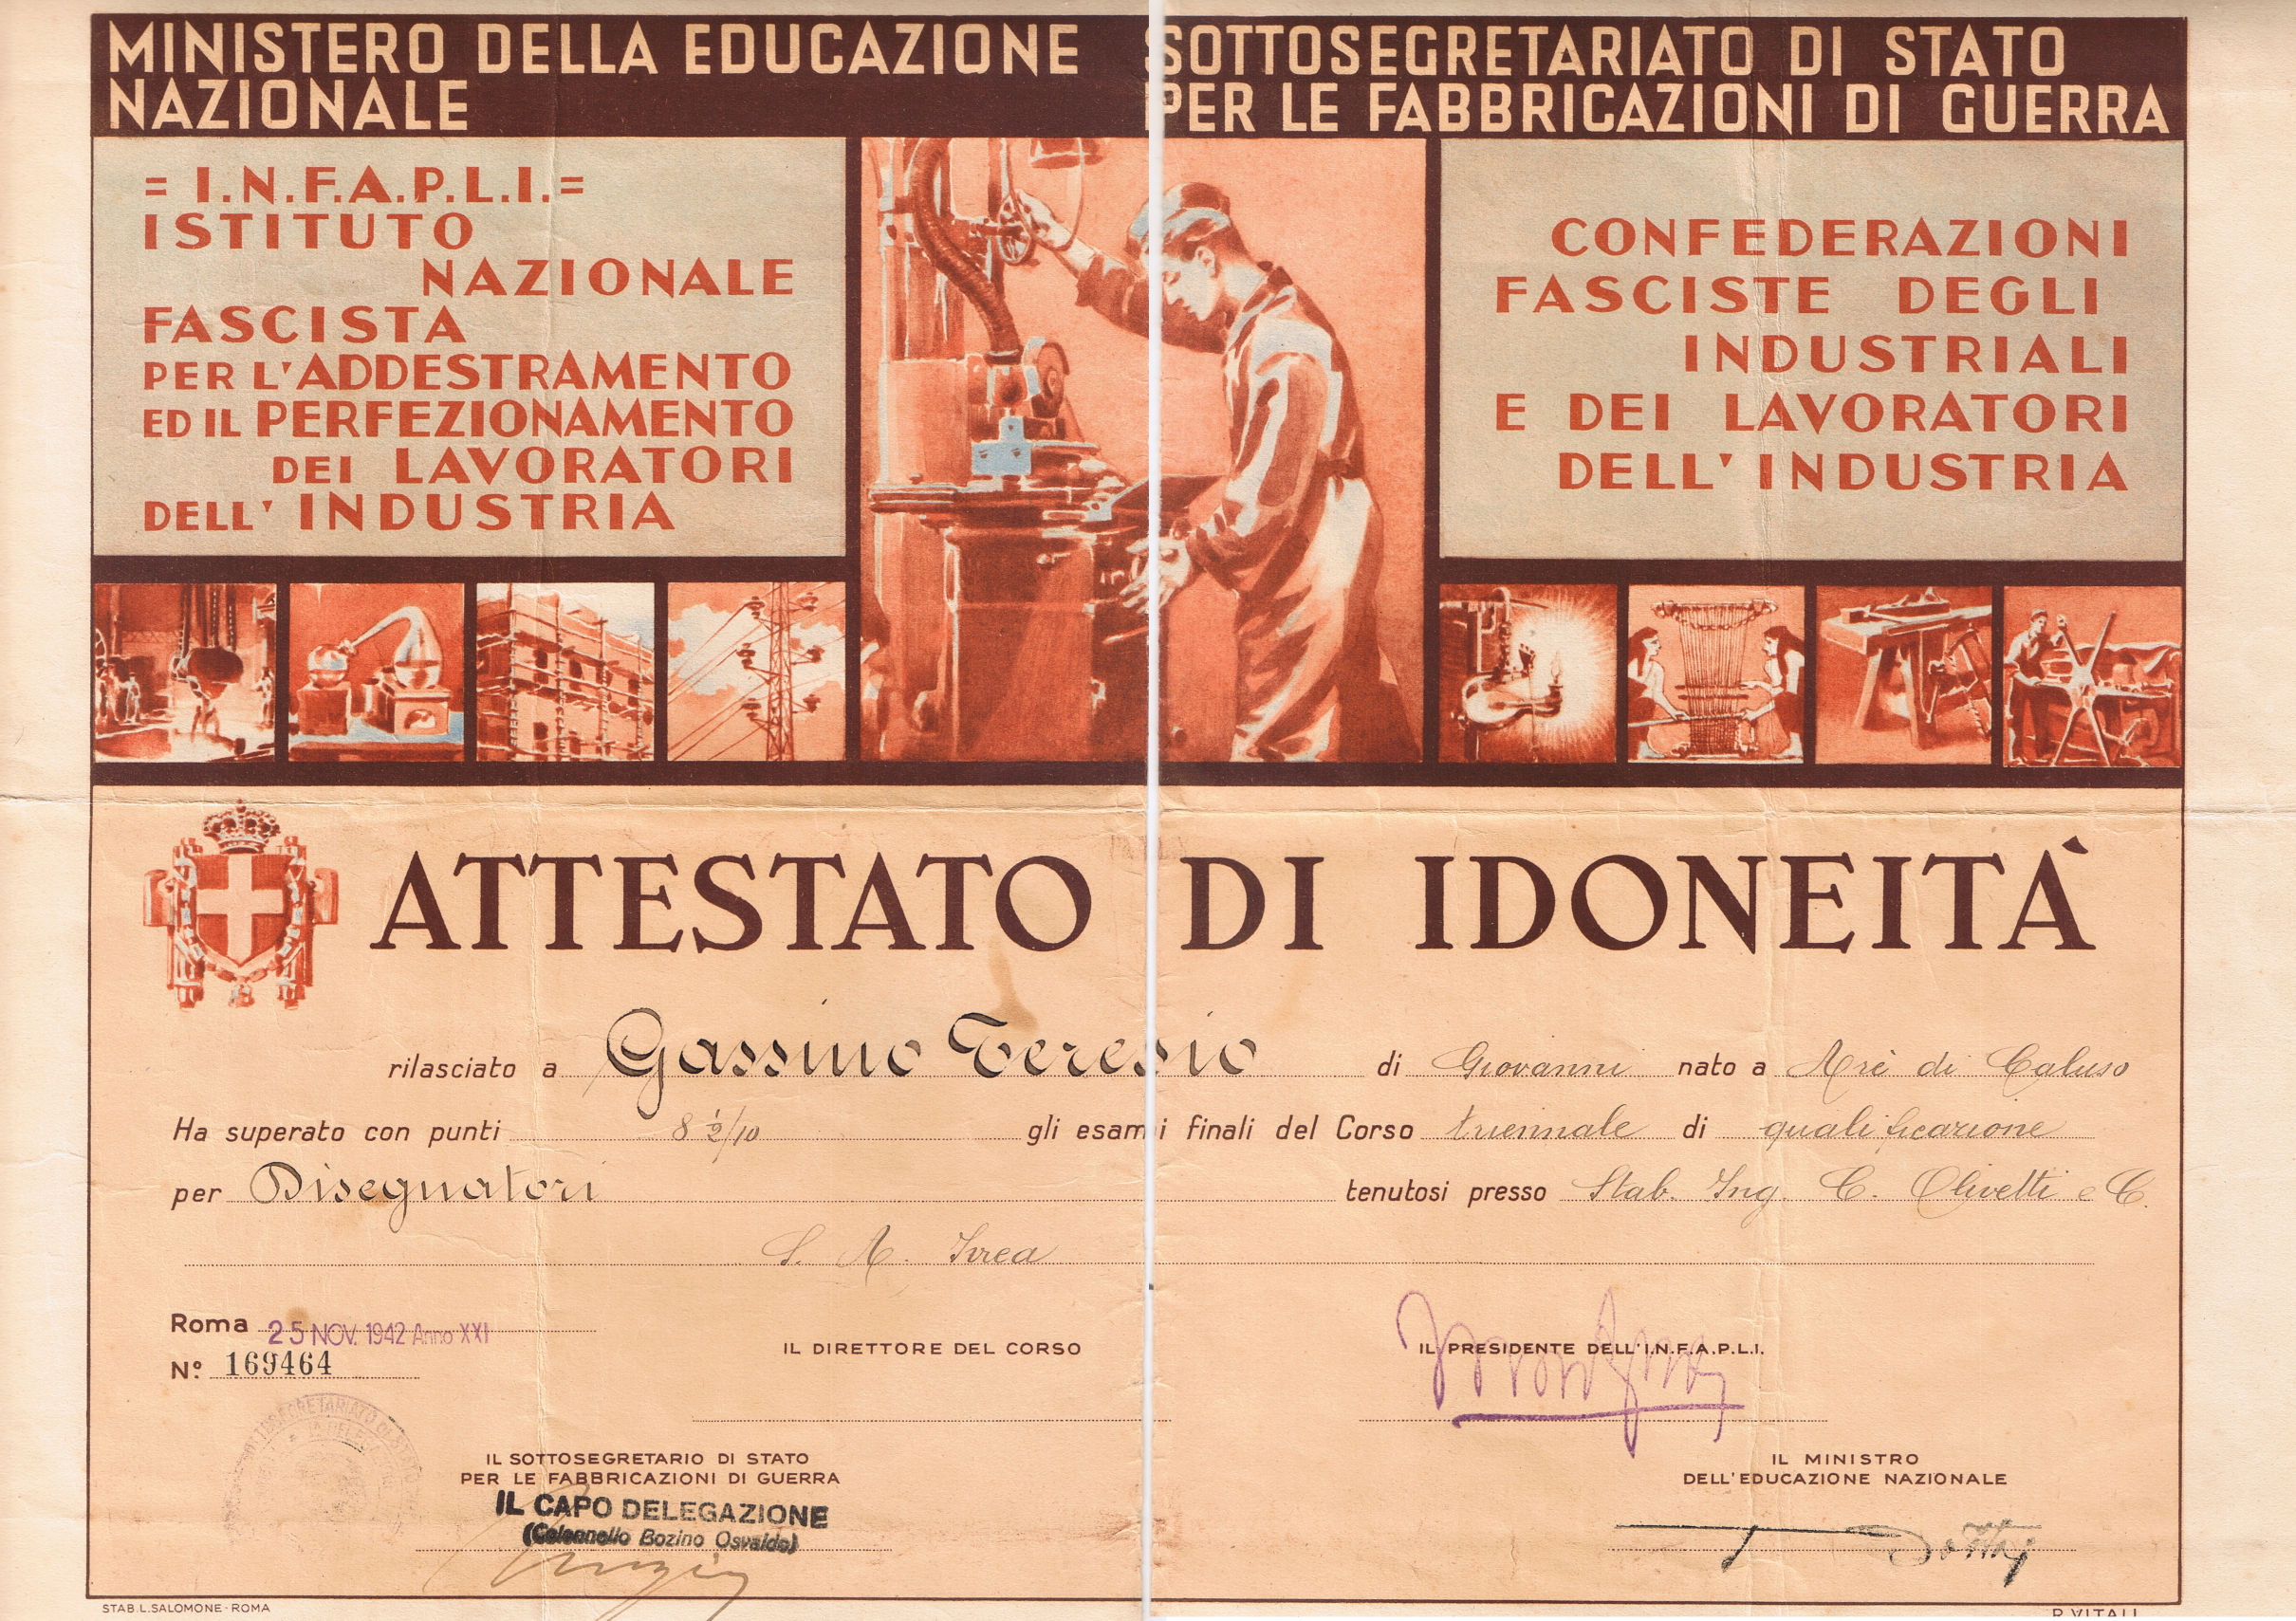 MINISTERO DELLA EDUCAZIONE
NAZIONALE
SOTTOSEGRETARIATO DI STATO
PER LE FABBRICAZIONI DI GUERRA
= I.N.F.A.P.L.I. =
ISTITUTO
NAZIONALE
FASCISTA
PER L'ADDESTRAMENTO
ED IL PERFEZIONAMENTO
DEI LAVORATORI
DELL'INDUSTRIA
CONFEDERAZIONI
FASCISTE DEGLI
INDUSTRIALI
E DEI LAVORATORI
DELL'INDUSTRIA
ATTESTATO DI IDONEITÀ
rilasciato a Gassino Teresio di Giovanni nato a Arè di Caluso
Ha superato con punti 8 1/2/10 gli esami finali del Corso triennale di qualificazione
per Disegnatori tenutosi presso Stab. Ing. C. Olivetti e C.
S. A. Ivrea
Roma 25 NOV. 1942 Anno XXI
N° 169464
IL DIRETTORE DEL CORSO
IL PRESIDENTE DELL'I.N.F.A.P.L.I.
IL SOTTOSEGRETARIO DI STATO
PER LE FABBRICAZIONI DI GUERRA
IL CAPO DELEGAZIONE
(Colonnello Bozino Osvaldo)
IL MINISTRO
DELL'EDUCAZIONE NAZIONALE
STAB. L. SALOMONE - ROMA
P. VITALI